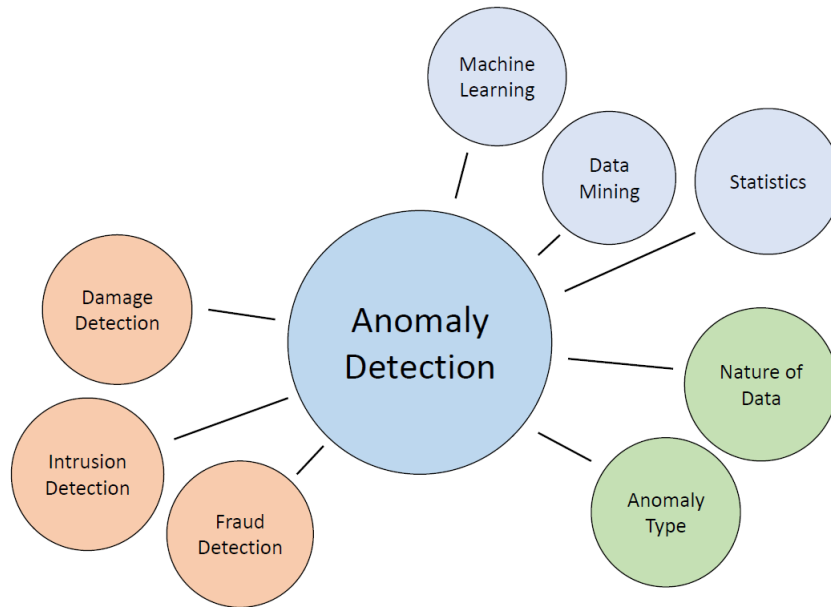 Machine
Learning
Data
Mining
Statistics
Damage
Detection
Anomaly
Detection
Nature of
Data
Intrusion
Detection
Fraud
Detection
Anomaly
Type